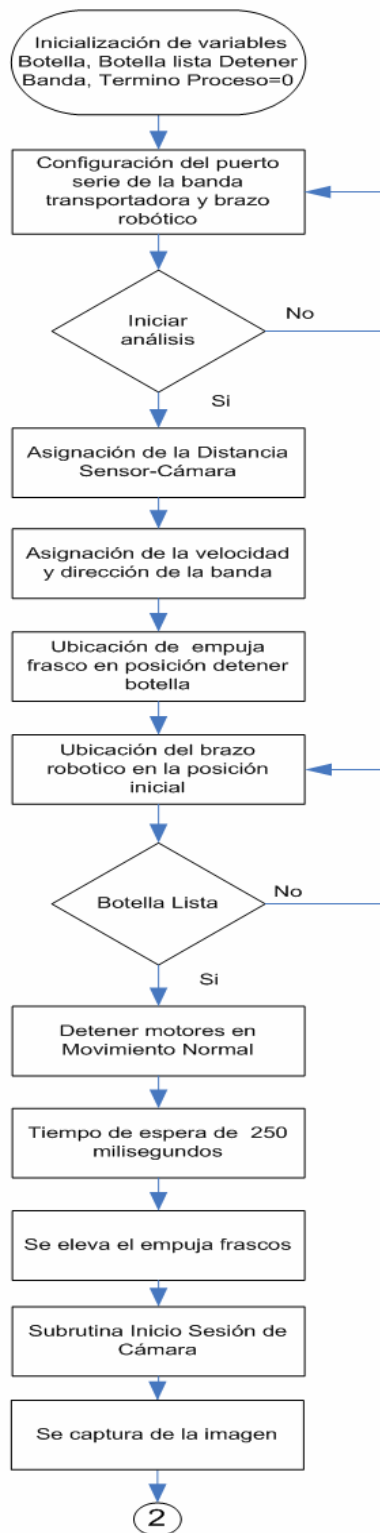 Inicialización de variables
Botella, Botella lista Detener
Banda, Termino Proceso=0
Configuración del puerto
serie de la banda
transportadora y brazo
robótico
Iniciar
análisis
No
Si
Asignación de la Distancia
Sensor-Cámara
Asignación de la velocidad
y dirección de la banda
Ubicación de empuja
frasco en posición detener
botella
Ubicación del brazo
robotico en la posición
inicial
Botella Lista
No
Si
Detener motores en
Movimiento Normal
Tiempo de espera de 250
milisegundos
Se eleva el empuja frascos
Subrutina Inicio Sesión de
Cámara
Se captura de la imagen
2